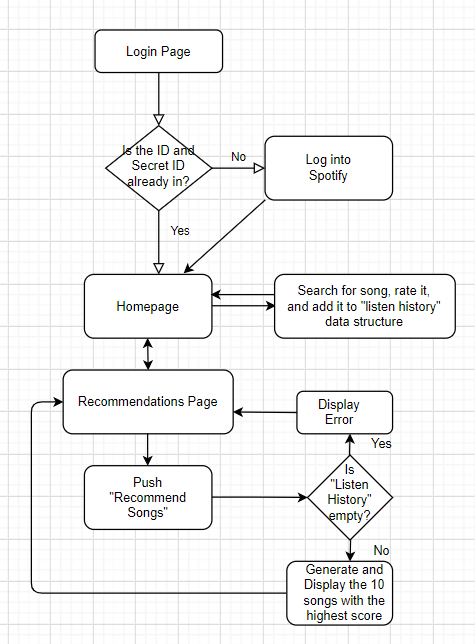 Login Page
Is the ID and
Secret ID
already in?
No
Log into
Spotify
Yes
Homepage
Search for song, rate it,
and add it to "listen history"
data structure
Recommendations Page
Display
Error
Yes
Push
"Recommend
Songs"
Is
"Listen
History"
empty?
No
Generate and
Display the 10
songs with the
highest score